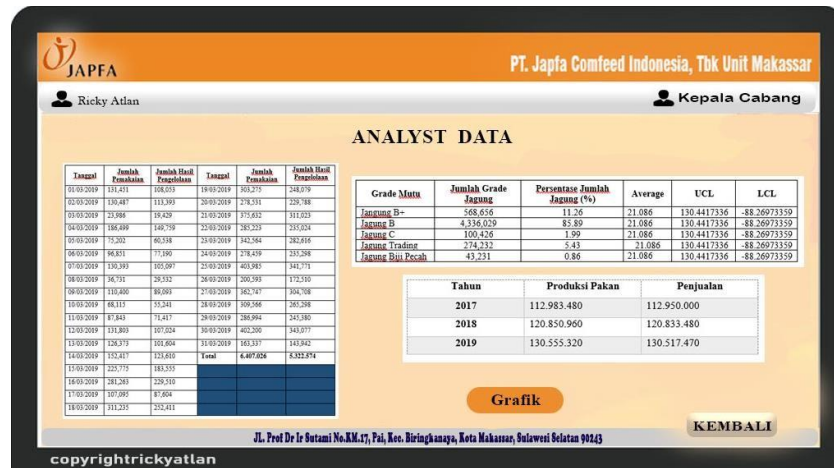 JAPFA
PT. Japfa Comfeed Indonesia, Tbk Unit Makassar
Ricky Atlan
Kepala Cabang
ANALYST DATA
Tanggal Jumlah Pemakaian Jumlah Hasil Pengelolaan Tanggal Jumlah Pemakaian Jumlah Hasil Pengelolaan
01/03/2019 131,451 108,053 19/03/2019 303,275 248,079
02/03/2019 130,487 113,393 20/03/2019 278,531 229,788
03/03/2019 23,986 19,429 21/03/2019 375,632 311,023
04/03/2019 186,499 149,759 22/03/2019 285,223 235,024
05/03/2019 75,202 60,538 23/03/2019 342,564 282,616
06/03/2019 96,851 77,190 24/03/2019 278,459 233,298
07/03/2019 130,393 105,097 25/03/2019 403,985 341,771
08/03/2019 36,731 29,532 26/03/2019 200,593 172,510
09/03/2019 110,400 89,093 27/03/2019 362,747 304,708
10/03/2019 68,115 55,241 28/03/2019 309,566 265,298
11/03/2019 87,843 71,417 29/03/2019 286,994 245,380
12/03/2019 131,803 107,024 30/03/2019 402,200 343,077
13/03/2019 126,373 101,604 31/03/2019 163,337 143,942
14/03/2019 152,417 123,610 Total 6.407.026 5.322.574
15/03/2019 225,775 183,555
16/03/2019 281,263 229,510
17/03/2019 107,095 87,604
18/03/2019 311,235 252,411
Grade Mutu Jumlah Grade Jagung Persentase Jumlah Jagung (%) Average UCL LCL
Jangung B+ 568,656 11.26 21.086 130.4417336 -88.26973359
Jagung B 4,336,029 85.89 21.086 130.4417336 -88.26973359
Jagung C 100,426 1.99 21.086 130.4417336 -88.26973359
Jagung Trading 274,232 5.43 21.086 130.4417336 -88.26973359
Jagung Biji Pecah 43,231 0.86 21.086 130.4417336 -88.26973359
Tahun Produksi Pakan Penjualan
2017 112.983.480 112.950.000
2018 120.850.960 120.833.480
2019 130.555.320 130.517.470
Grafik
KEMBALI
JL. Prof Dr Ir Sutami No.KM.17, Pai, Kec. Biringkanaya, Kota Makassar, Sulawesi Selatan 90243
copyrightrickyatlan